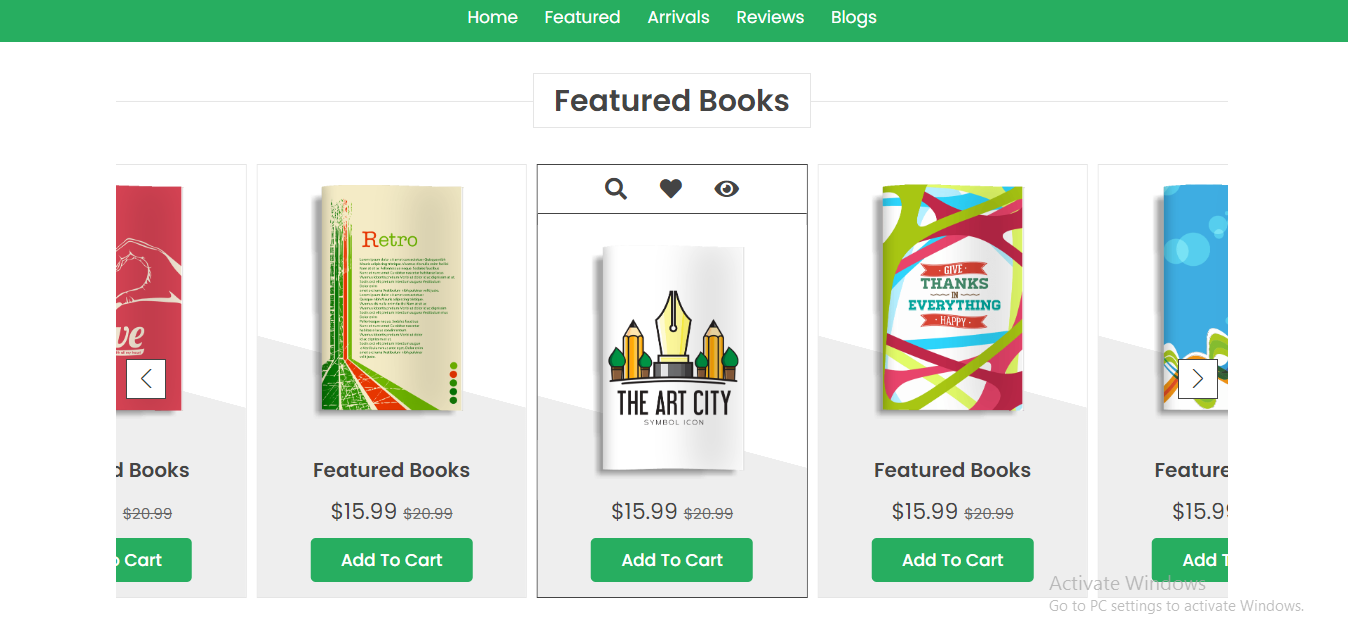 Home Featured Arrivals Reviews Blogs
Featured Books
Retro
GIVE
THANKS
IN
EVERYTHING
HAPPY
THE ART CITY
SYMBOL ICON
d Books Featured Books Featured Books Feature
$20.99 $15.99 $20.99 $15.99 $20.99 $15.99 $20.99 $15.9
Cart Add To Cart Add To Cart Add To Cart Add T
Activate Windows
Go to PC settings to activate Windows.